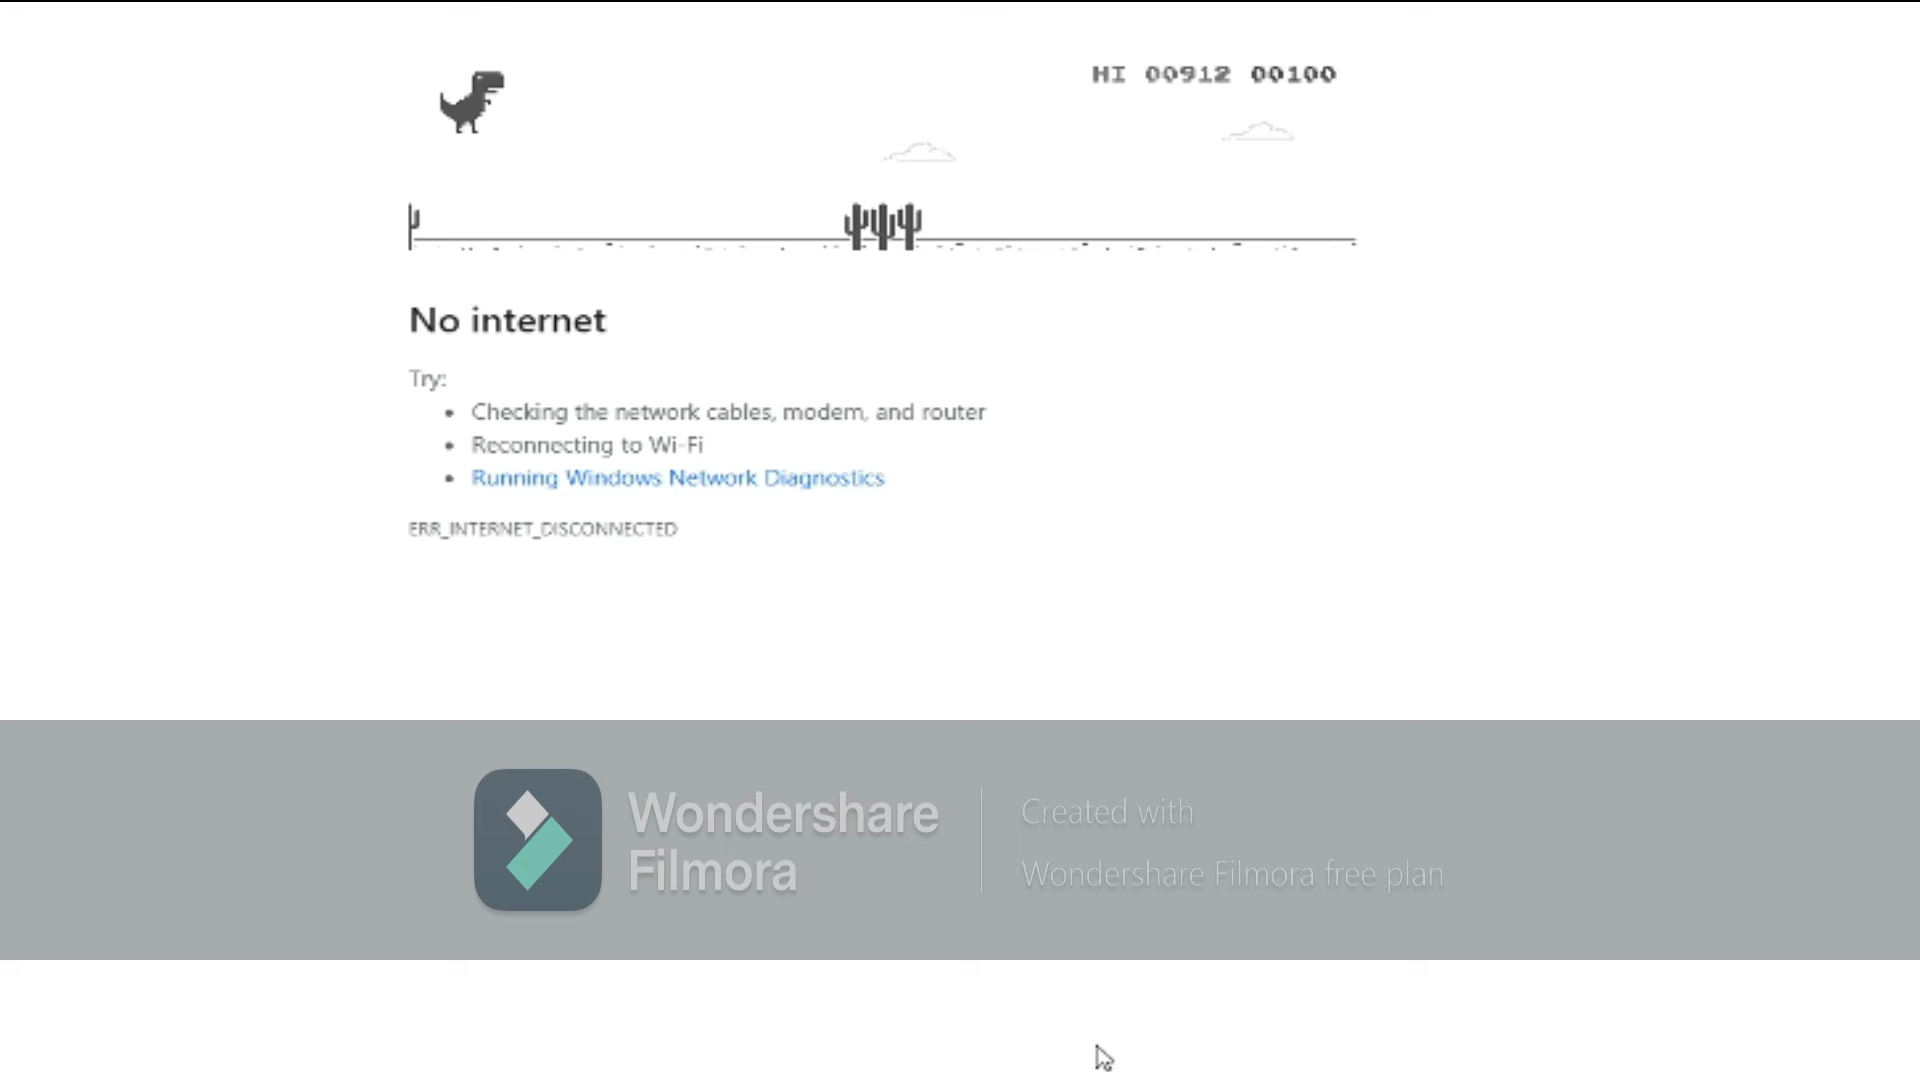 HI 00912 00100
No internet
Try:
Checking the network cables, modem, and router
Reconnecting to Wi-Fi
Running Windows Network Diagnostics
ERR_INTERNET_DISCONNECTED
Wondershare
Filmora
Created with
Wondershare Filmora free plan